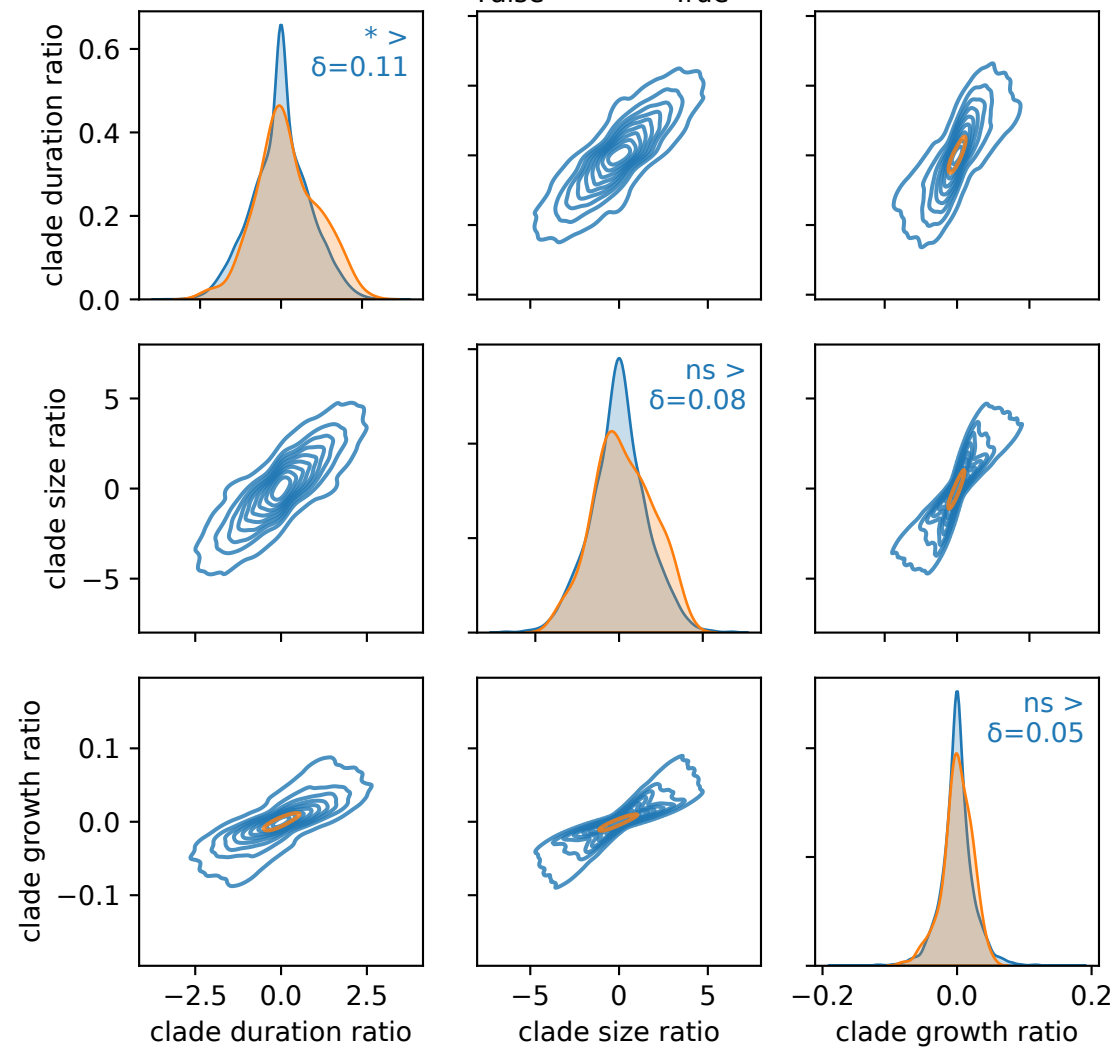 clade duration ratio
0.6
0.4
0.2
0.0
* >
δ=0.11
clade size ratio
5
0
−5
ns >
δ=0.08
clade growth ratio
0.1
0.0
−0.1
ns >
δ=0.05
−2.5 0.0 2.5
−5 0 5
−0.2 0.0 0.2
clade duration ratio
clade size ratio
clade growth ratio